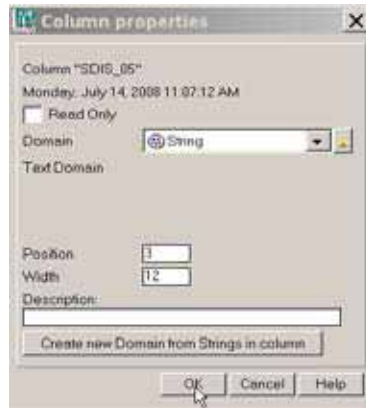 Column properties
Column "SDIS_05"
Monday, July 14, 2008 11:07:12 AM
Read Only
Domain String
Text Domain
Position 3
Width 12
Description:
Create new Domain from Strings in column
OK Cancel Help